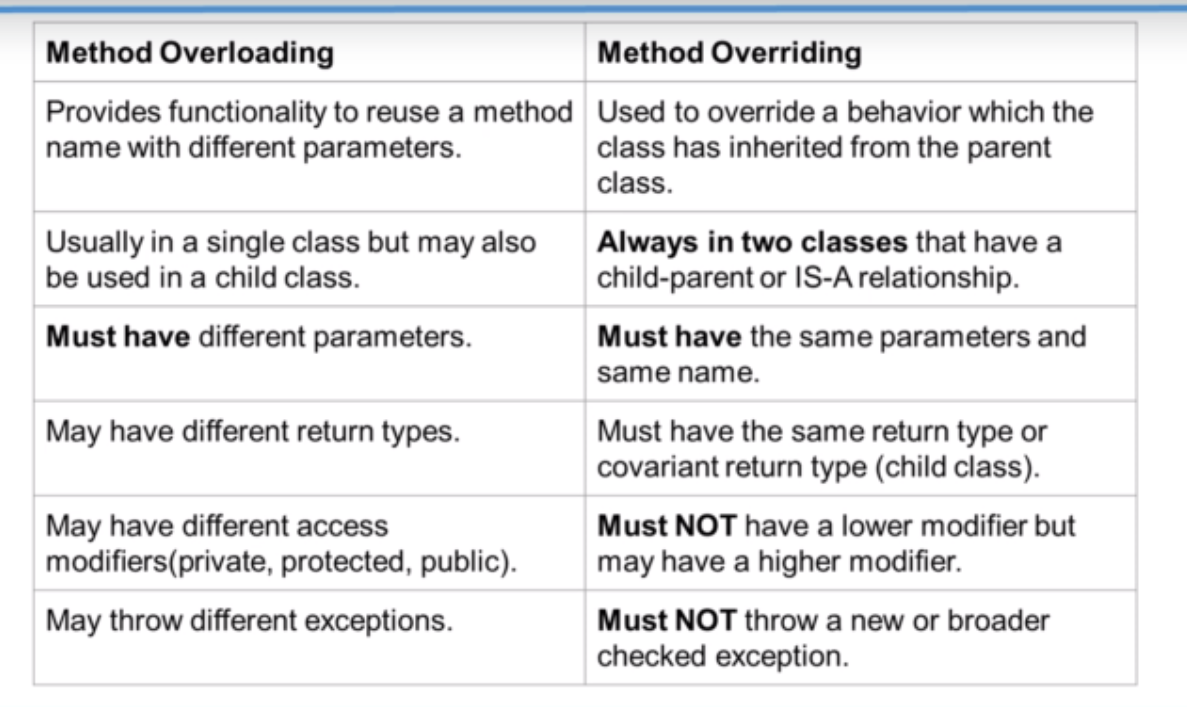 Method Overloading
Method Overriding
Provides functionality to reuse a method
name with different parameters.
Used to override a behavior which the
class has inherited from the parent
class.
Usually in a single class but may also
be used in a child class.
Always in two classes that have a
child-parent or IS-A relationship.
Must have different parameters.
Must have the same parameters and
same name.
May have different return types.
Must have the same return type or
covariant return type (child class).
May have different access
modifiers(private, protected, public).
Must NOT have a lower modifier but
may have a higher modifier.
May throw different exceptions.
Must NOT throw a new or broader
checked exception.